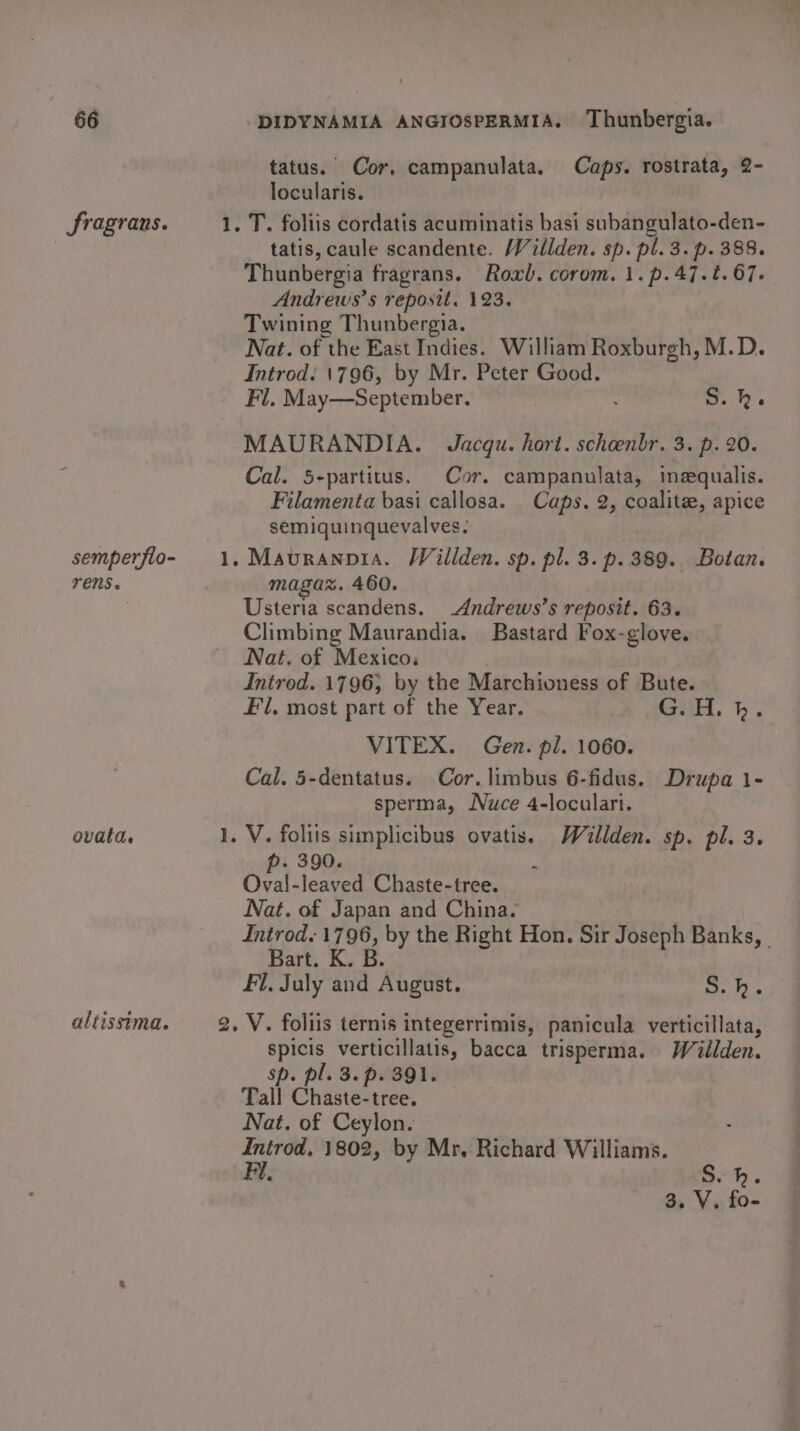 66 DIDYNAMIA ANGIOSPERMIA. Thunbergia.
tatus. Cor. campanulata. Caps. rostrata, 2-
locularis.
fragrans. 1. T. foliis cordatis acuminatis basi subangulato-den-
tatis, caule scandente. Willden. sp. pl. 3. p. 388.
Thunbergia fragrans. Roxb. corom. 1. p. 47. t. 67.
Andrews's reposit. 123.
Twining Thunbergia.
Nat. of the East Indies. William Roxburgh, M.D.
Introd. 1796, by Mr. Peter Good.
Fl. May—September. S. ♄.
MAURANDIA. Jacqu. hort. schœnbr. 3. p. 20.
Cal. 5-partitus. Cor. campanulata, inæqualis.
Filamenta basi callosa. Caps. 2, coalitæ, apice
semiquinquevalves.
semperflo- 1. MAURANDIA. Willden. sp. pl. 3. p. 389. Botan.
rens. magaz. 460.
Usteria scandens. Andrews's reposit. 63.
Climbing Maurandia. Bastard Fox-glove.
Nat. of Mexico.
Introd. 1796, by the Marchioness of Bute.
Fl. most part of the Year. G. H. ♄.
VITEX. Gen. pl. 1060.
Cal. 5-dentatus. Cor. limbus 6-fidus. Drupa 1-
sperma, Nuce 4-loculari.
ovata. 1. V. foliis simplicibus ovatis. Willden. sp. pl. 3.
p. 390.
Oval-leaved Chaste-tree.
Nat. of Japan and China.
Introd. 1796, by the Right Hon. Sir Joseph Banks,
Bart. K. B.
Fl. July and August. S. ♄.
altissima. 2. V. foliis ternis integerrimis, panicula verticillata,
spicis verticillatis, bacca trisperma. Willden.
sp. pl. 3. p. 391.
Tall Chaste-tree.
Nat. of Ceylon.
Introd. 1802, by Mr. Richard Williams.
Fl. S. ♄.
3. V. fo-